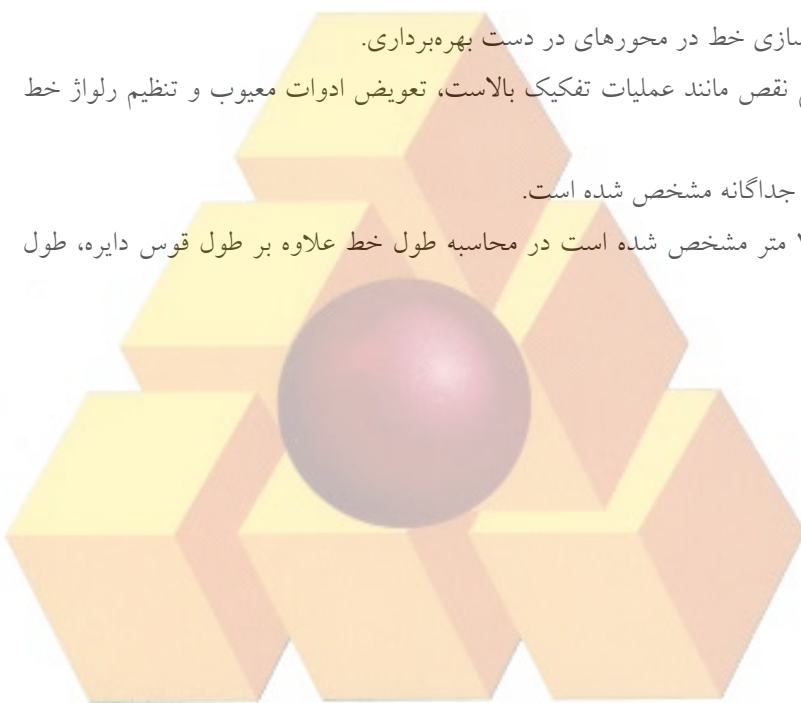 سازی خط در محورهای در دست بهره‌برداری.
نقص مانند عملیات تفکیک بالاست، تعویض ادوات معیوب و تنظیم رلواژ خط
جداگانه مشخص شده است.
متر مشخص شده است در محاسبه طول خط علاوه بر طول قوس دایره، طول